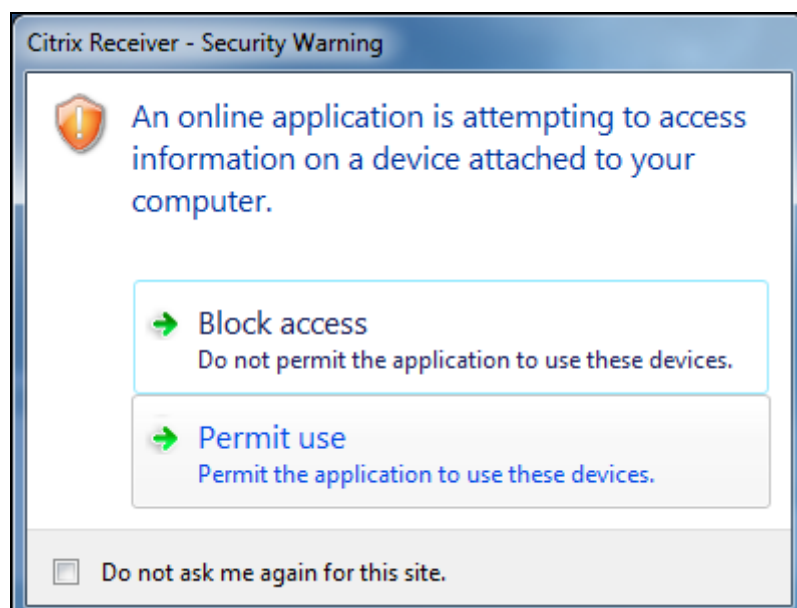 Citrix Receiver - Security Warning
An online application is attempting to access
information on a device attached to your
computer.
Block access
Do not permit the application to use these devices.
Permit use
Permit the application to use these devices.
Do not ask me again for this site.